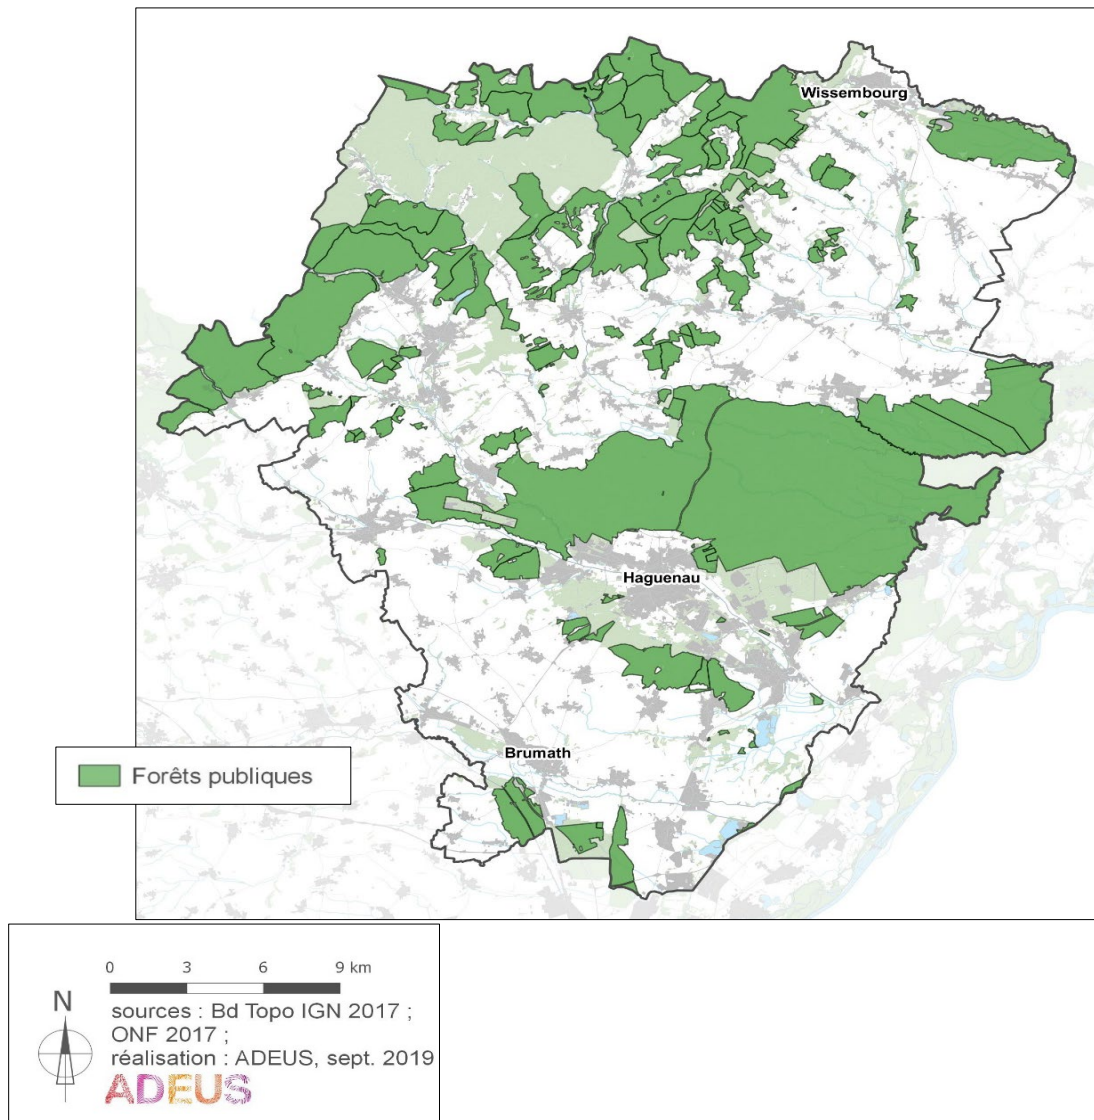 Wissembourg
Haguenau
Brumath
Forêts publiques
0 3 6 9 km
N
sources : Bd Topo IGN 2017 ;
ONF 2017 ;
réalisation : ADEUS, sept. 2019
ADEUS